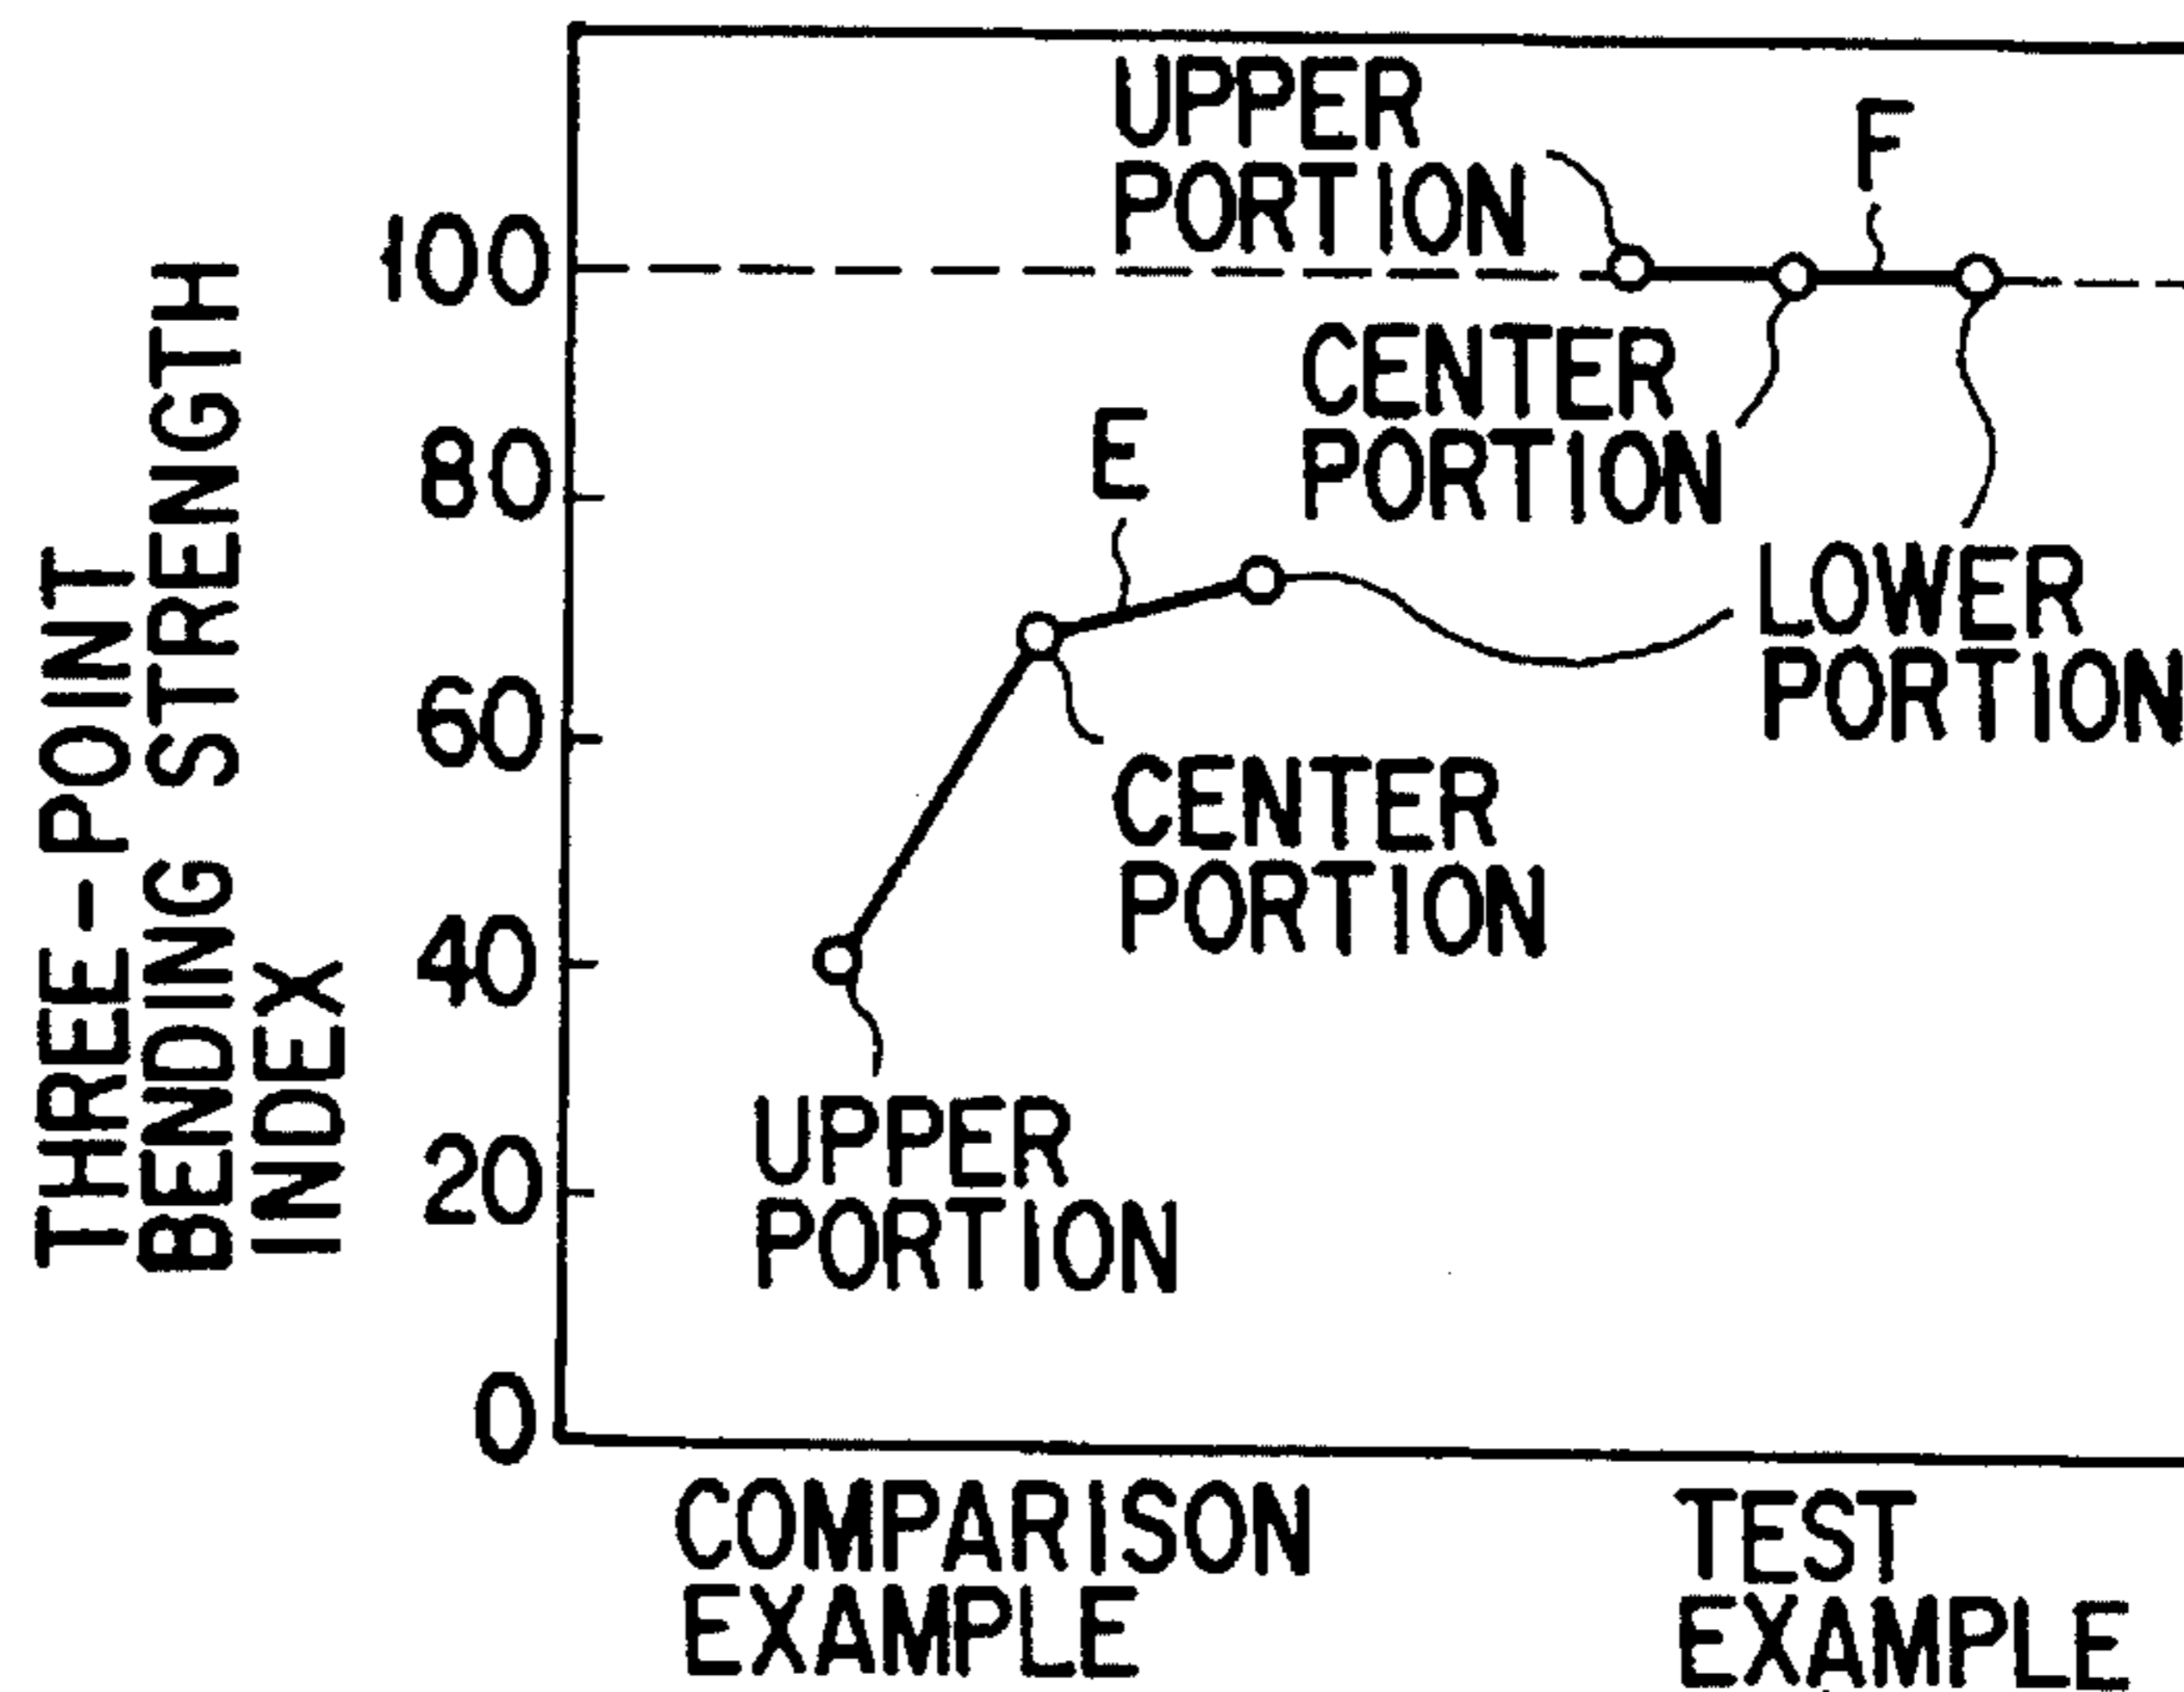 THREE-POINT
BENDING STRENGTH
INDEX
100
80
60
40
20
0
UPPER
PORTION
F
CENTER
PORTION
E
LOWER
PORTION
CENTER
PORTION
UPPER
PORTION
COMPARISON
EXAMPLE
TEST
EXAMPLE